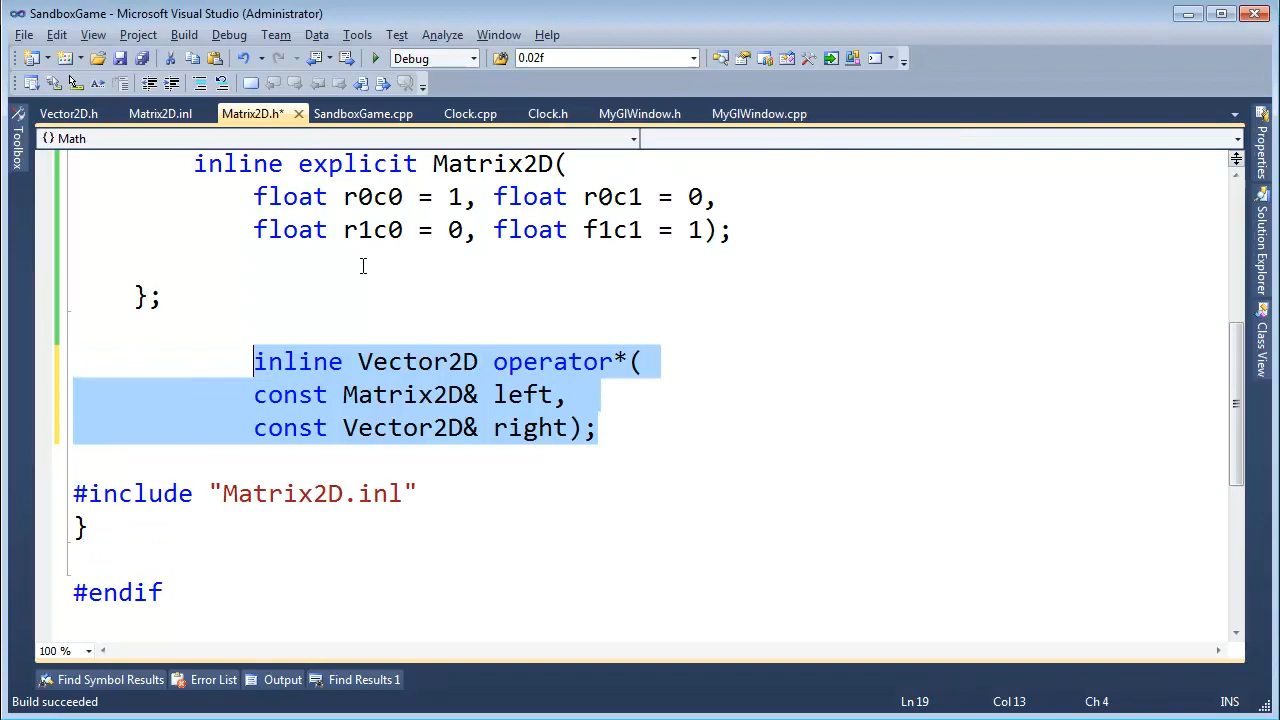 SandboxGame - Microsoft Visual Studio (Administrator)
File Edit View Project Build Debug Team Data Tools Test Analyze Window Help
Debug 0.02f
Vector2D.h Matrix2D.inl Matrix2D.h* SandboxGame.cpp Clock.cpp Clock.h MyGlWindow.h MyGlWindow.cpp
{} Math
inline explicit Matrix2D(
float r0c0 = 1, float r0c1 = 0,
float r1c0 = 0, float f1c1 = 1);
};
inline Vector2D operator*(
const Matrix2D& left,
const Vector2D& right);
#include "Matrix2D.inl"
}
#endif
100 %
Toolbox
Properties
Solution Explorer
Class View
Find Symbol Results Error List Output Find Results 1
Build succeeded Ln 19 Col 13 Ch 4 INS